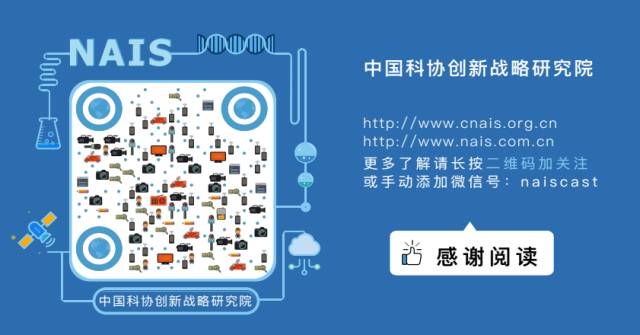 NAIS
中国科协创新战略研究院
中国科协创新战略研究院
http://www.cnais.org.cn
http://www.nais.com.cn
更多了解请长按二维码加关注
或手动添加微信号：naiscast
感谢阅读